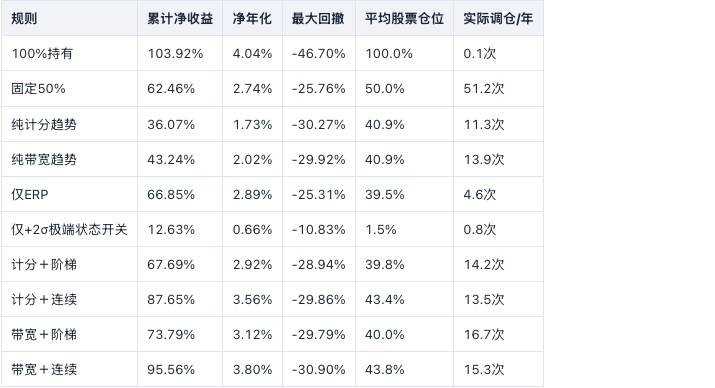 规则 累计净收益 净年化 最大回撤 平均股票仓位 实际调仓/年
100%持有 103.92% 4.04% -46.70% 100.0% 0.1次
固定50% 62.46% 2.74% -25.76% 50.0% 51.2次
纯计分趋势 36.07% 1.73% -30.27% 40.9% 11.3次
纯带宽趋势 43.24% 2.02% -29.92% 40.9% 13.9次
仅ERP 66.85% 2.89% -25.31% 39.5% 4.6次
仅+2σ极端状态开关 12.63% 0.66% -10.83% 1.5% 0.8次
计分＋阶梯 67.69% 2.92% -28.94% 39.8% 14.2次
计分＋连续 87.65% 3.56% -29.86% 43.4% 13.5次
带宽＋阶梯 73.79% 3.12% -29.79% 40.0% 16.7次
带宽＋连续 95.56% 3.80% -30.90% 43.8% 15.3次